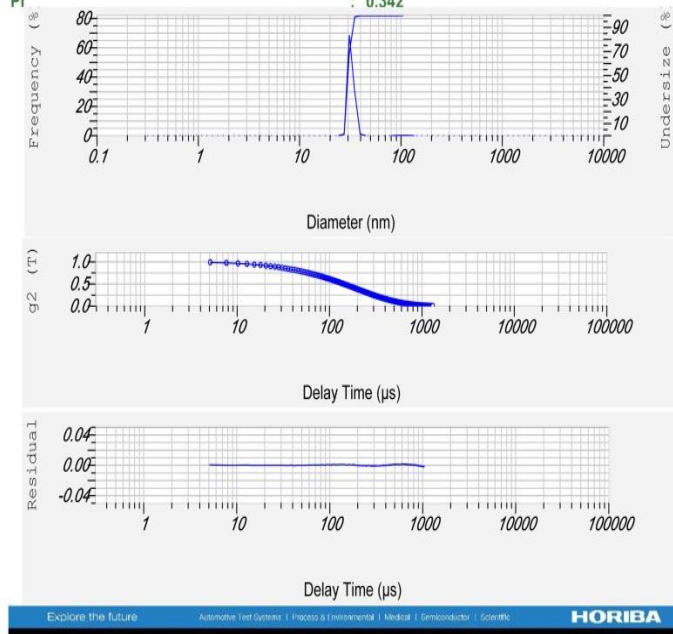 PI : 0.342
Frequency (%
80
60
40
20
0
Undersize (%
90
70
50
30
10
0.1 1 10 100 1000 10000
Diameter (nm)
g2 (T)
1.0
0.5
0.0
1 10 100 1000 10000 100000
Delay Time (µs)
Residual
0.04
0.00
-0.04
1 10 100 1000 10000 100000
Delay Time (µs)
Explore the future Automotive Test Systems | Process & Environmental | Medical | Semiconductor | Scientific HORIBA